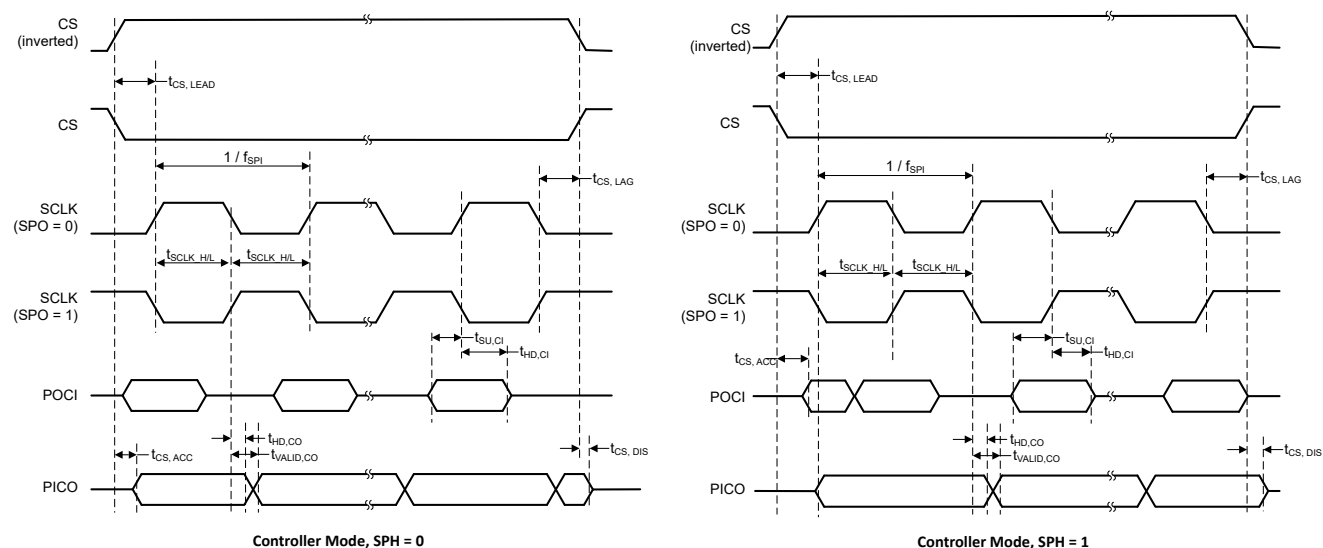 CS
(inverted)
t CS, LEAD
CS
1 / fSPI
tCS, LAG
SCLK
(SPO = 0)
tSCLK_H/L
tSCLK_H/L
SCLK
(SPO = 1)
tSU,CI
tHD,CI
POCI
tHD,CO
tCS, ACC
tVALID,CO
tCS, DIS
PICO
Controller Mode, SPH = 0
CS
(inverted)
tCS, LEAD
CS
1 / fSPI
tCS, LAG
SCLK
(SPO = 0)
tSCLK_H/L
tSCLK_H/L
SCLK
(SPO = 1)
tSU,CI
tHD,CI
tCS, ACC
POCI
tHD,CO
tVALID,CO
tCS, DIS
PICO
Controller Mode, SPH = 1